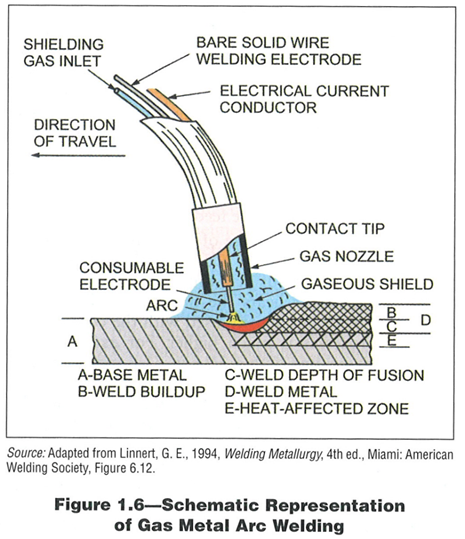 SHIELDING
GAS INLET
BARE SOLID WIRE
WELDING ELECTRODE
ELECTRICAL CURRENT
CONDUCTOR
DIRECTION
OF TRAVEL
CONTACT TIP
GAS NOZZLE
CONSUMABLE
ELECTRODE
GASEOUS SHIELD
ARC
B
C
D
E
A
A-BASE METAL
B-WELD BUILDUP
C-WELD DEPTH OF FUSION
D-WELD METAL
E-HEAT-AFFECTED ZONE
Source: Adapted from Linnert, G. E., 1994, Welding Metallurgy, 4th ed., Miami: American
Welding Society, Figure 6.12.
Figure 1.6—Schematic Representation
of Gas Metal Arc Welding